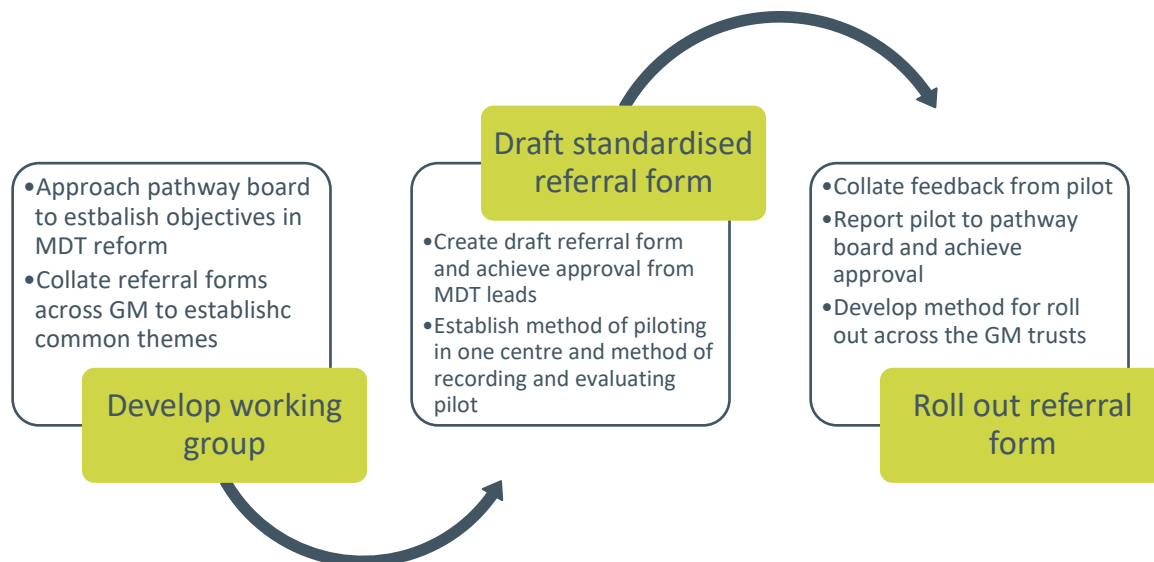 •Approach pathway board
to estbalish objectives in
MDT reform
•Collate referral forms
across GM to establishc
common themes
Develop working
group
Draft standardised
referral form
•Create draft referral form
and achieve approval from
MDT leads
•Establish method of piloting
in one centre and method of
recording and evaluating
pilot
•Collate feedback from pilot
•Report pilot to pathway
board and achieve
approval
•Develop method for roll
out across the GM trusts
Roll out referral
form